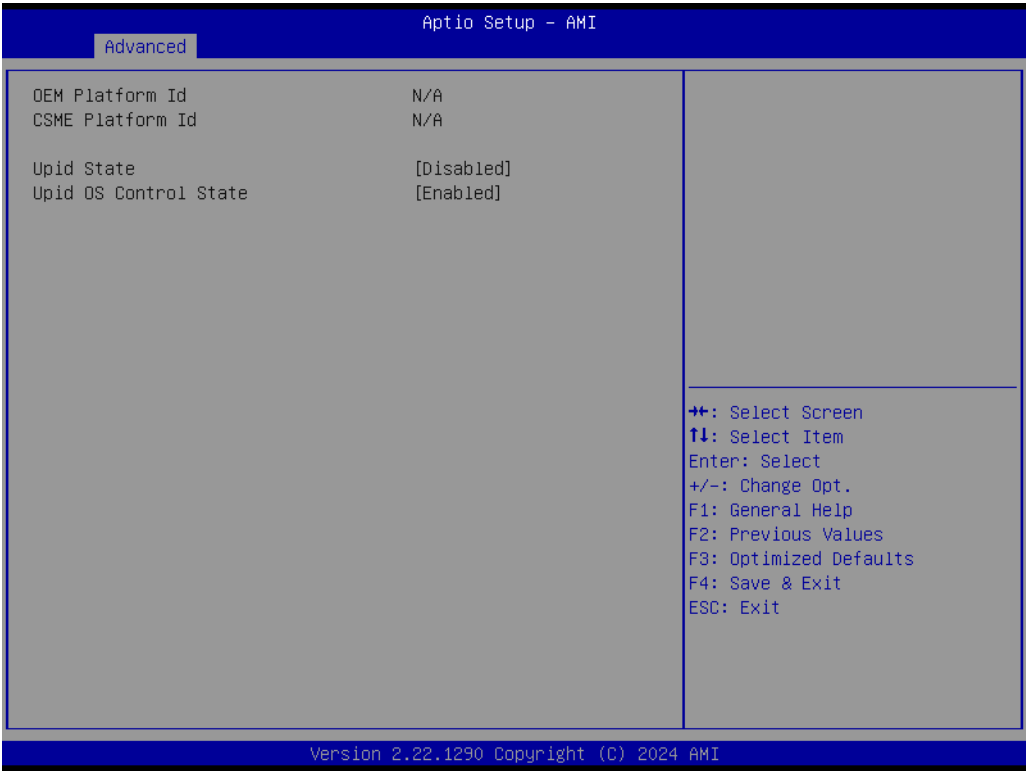 Aptio Setup - AMI
Advanced
OEM Platform Id N/A
CSME Platform Id N/A
Upid State [Disabled]
Upid OS Control State [Enabled]
→←: Select Screen
↑↓: Select Item
Enter: Select
+/-: Change Opt.
F1: General Help
F2: Previous Values
F3: Optimized Defaults
F4: Save & Exit
ESC: Exit
Version 2.22.1290 Copyright (C) 2024 AMI